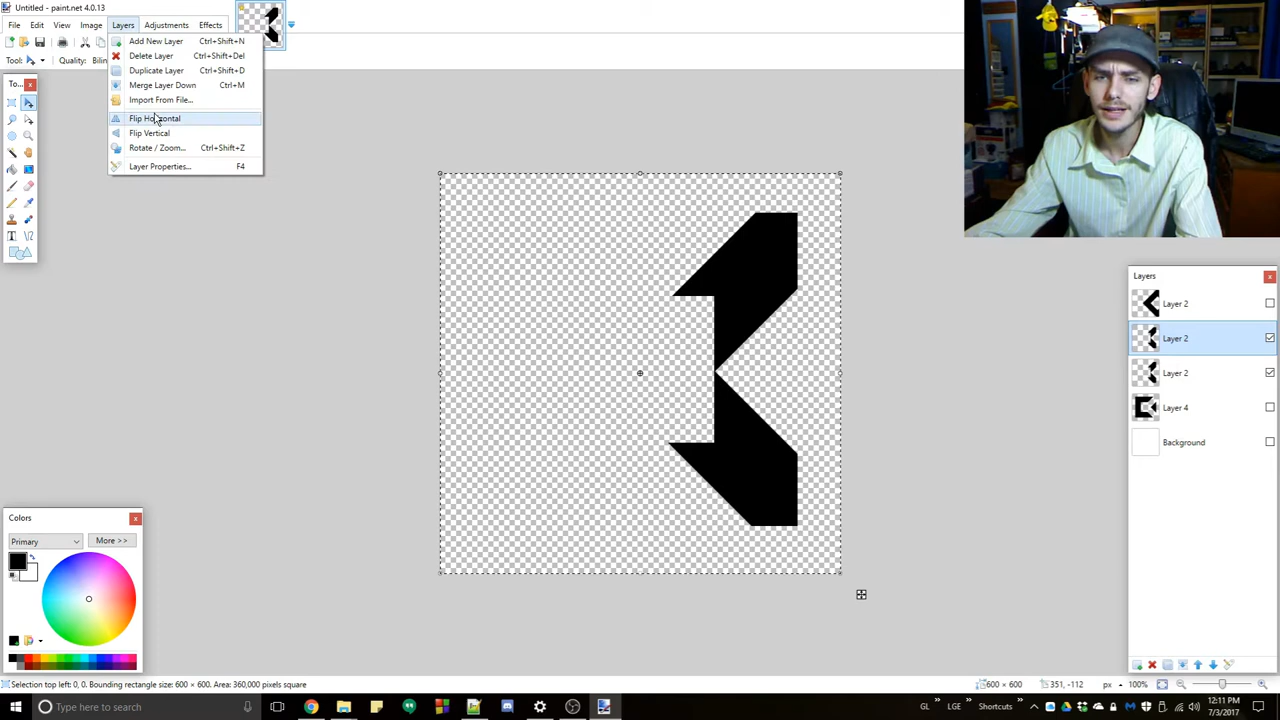 Untitled - paint.net 4.0.13
File Edit View Image Layers Adjustments Effects
Add New Layer Ctrl+Shift+N
Delete Layer Ctrl+Shift+Del
Duplicate Layer Ctrl+Shift+D
Merge Layer Down Ctrl+M
Import From File...
Flip Horizontal
Flip Vertical
Rotate / Zoom... Ctrl+Shift+Z
Layer Properties... F4
Tool:
Quality: Bilin
To...
Layers
Layer 2
Layer 2
Layer 2
Layer 4
Background
Colors
Primary
More >>
Selection top left: 0, 0. Bounding rectangle size: 600 × 600. Area: 360,000 pixels square
600 × 600
351, -112
px
100%
Type here to search
GL
LGE
Shortcuts
12:11 PM
7/3/2017